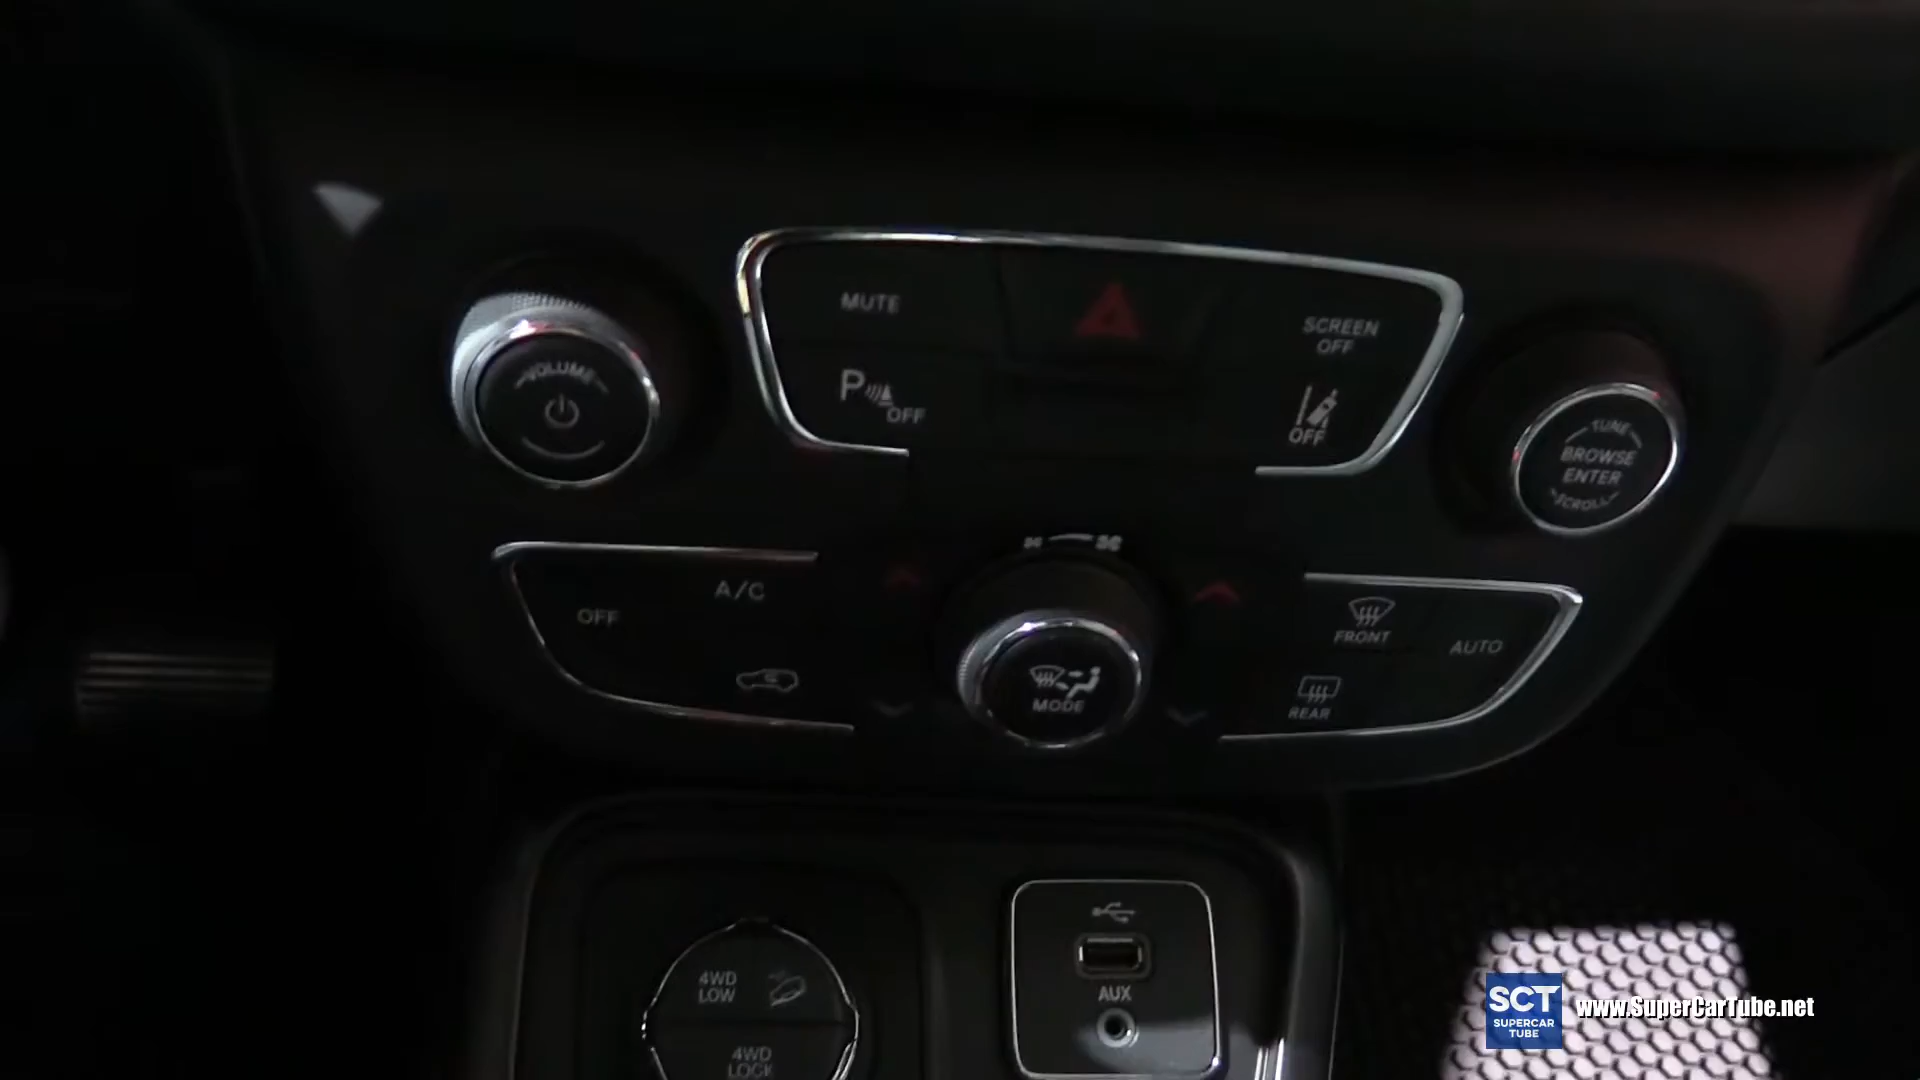 MUTE
SCREEN
OFF
P
OFF
OFF
VOLUME
TUNE
BROWSE
ENTER
SCROLL
A/C
OFF
MODE
FRONT
AUTO
REAR
4WD
LOW
4WD
LOCK
AUX
SCT
SUPERCAR
TUBE
www.SuperCarTube.net